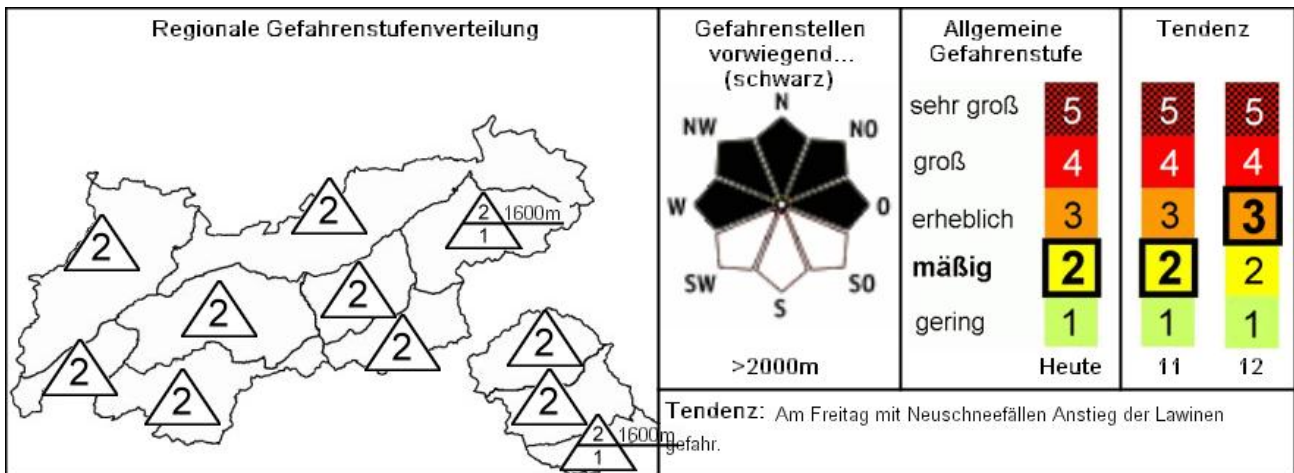 Regionale Gefahrenstufenverteilung
2
2
2
1600m
1
2
2
2
2
2
2
2
2
1600m
1
Gefahrenstellen
vorwiegend...
(schwarz)
N
NW
NO
W
O
SW
SO
S
>2000m
Allgemeine
Gefahrenstufe
sehr groß 5
groß 4
erheblich 3
mäßig 2
gering 1
Heute
Tendenz
5 5
4 4
3 3
2 2
1 1
11 12
Tendenz: Am Freitag mit Neuschneefällen Anstieg der Lawinen
gefahr.